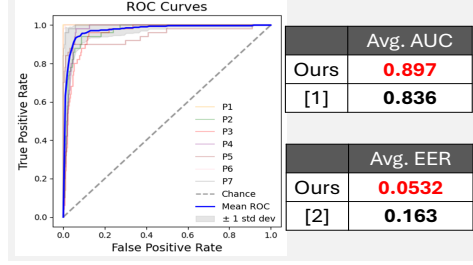 ROC Curves
True Positive Rate
1.0
0.8
0.6
0.4
0.2
0.0
0.0 0.2 0.4 0.6 0.8 1.0
False Positive Rate
P1
P2
P3
P4
P5
P6
P7
Chance
Mean ROC
± 1 std dev
Avg. AUC
Ours 0.897
[1] 0.836
Avg. EER
Ours 0.0532
[2] 0.163